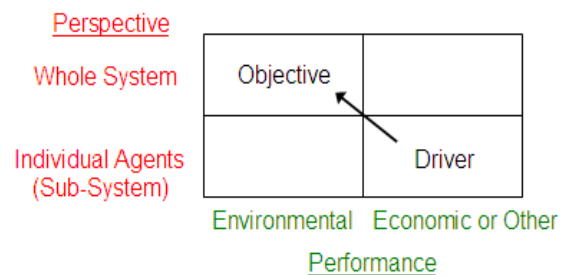 Perspective
Whole System
Objective
Individual Agents
(Sub-System)
Driver
Environmental
Economic or Other
Performance